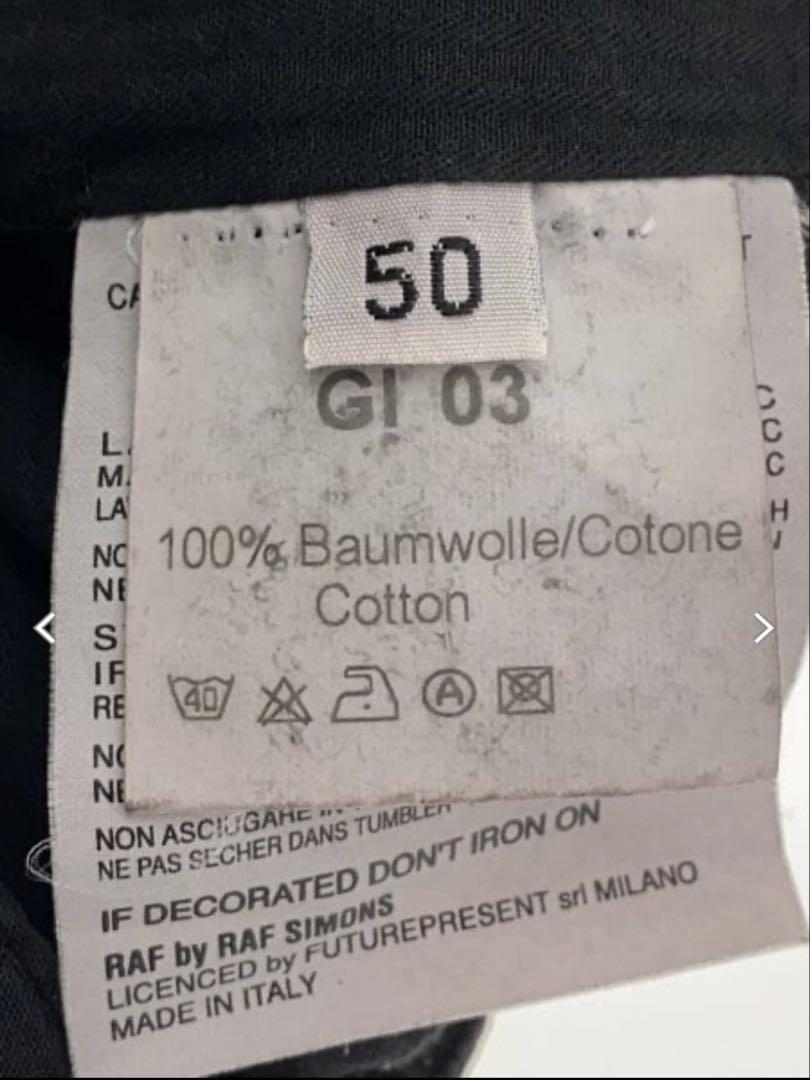 50
GI 03
100% Baumwolle/Cotone
Cotton
40
A
NON ASCIUGARE
NE PAS SECHER DANS TUMBLER
IF DECORATED DON'T IRON ON
RAF by RAF SIMONS
LICENCED by FUTUREPRESENT srl MILANO
MADE IN ITALY